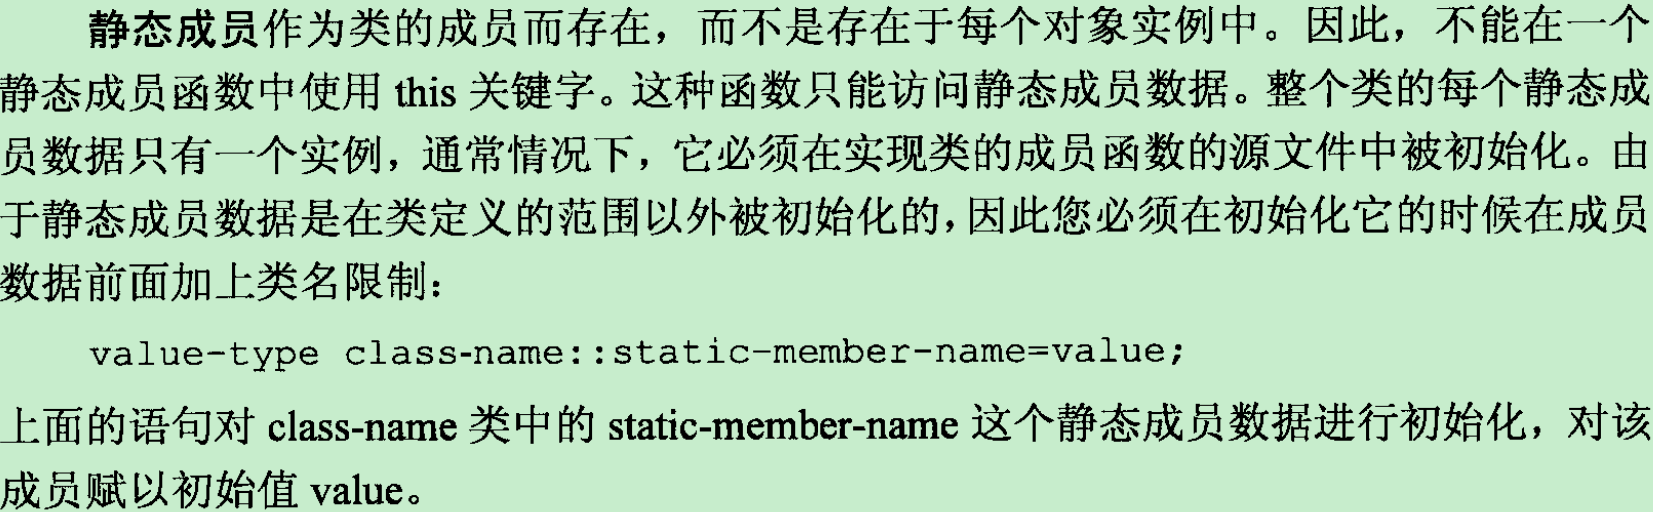 静态成员作为类的成员而存在，而不是存在于每个对象实例中。因此，不能在一个
静态成员函数中使用 this 关键字。这种函数只能访问静态成员数据。整个类的每个静态成
员数据只有一个实例，通常情况下，它必须在实现类的成员函数的源文件中被初始化。由
于静态成员数据是在类定义的范围以外被初始化的，因此您必须在初始化它的时候在成员
数据前面加上类名限制：
value-type class-name::static-member-name=value;
上面的语句对 class-name 类中的 static-member-name 这个静态成员数据进行初始化，对该
成员赋以初始值 value。